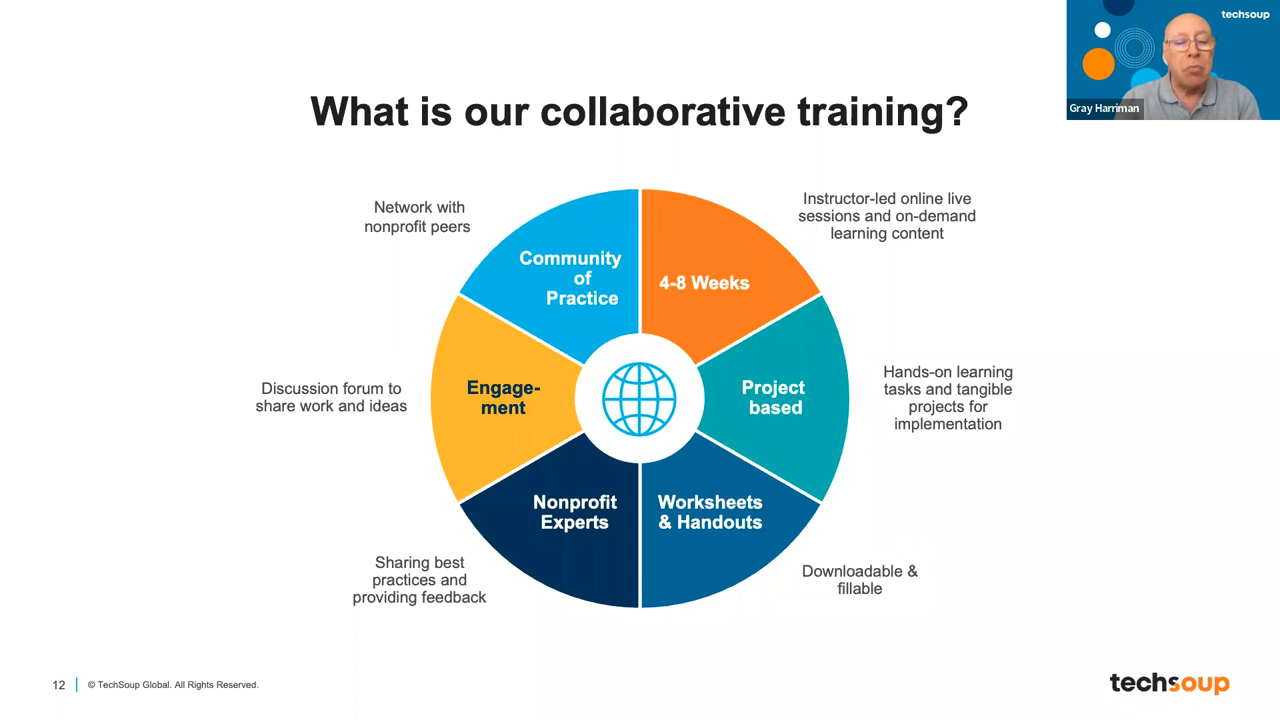 techsoup
Gray Harriman
What is our collaborative training?
Network with
nonprofit peers
Community
of
Practice
4-8 Weeks
Instructor-led online live
sessions and on-demand
learning content
Discussion forum to
share work and ideas
Engage-
ment
Project
based
Hands-on learning
tasks and tangible
projects for
implementation
Nonprofit
Experts
Worksheets
& Handouts
Sharing best
practices and
providing feedback
Downloadable &
fillable
12
© TechSoup Global. All Rights Reserved.
techsoup